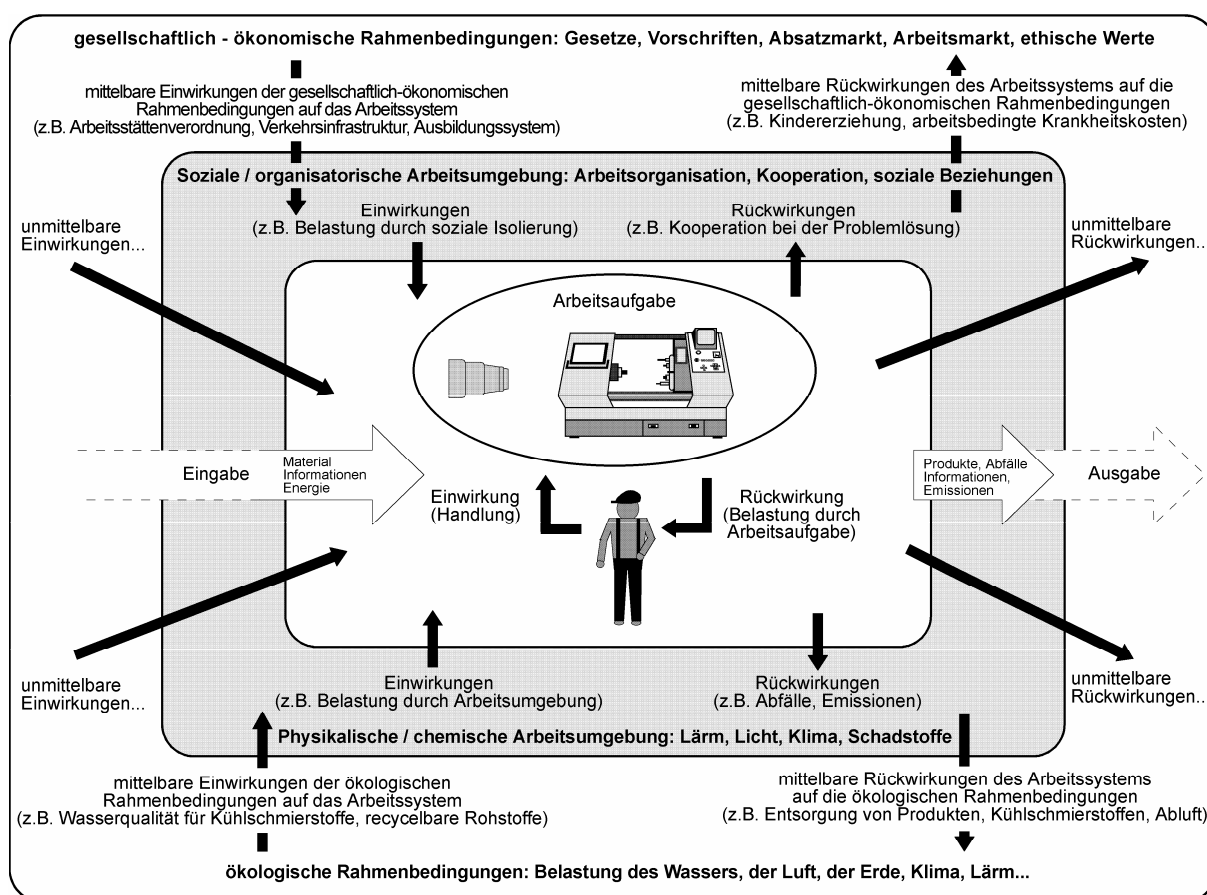 gesellschaftlich - ökonomische Rahmenbedingungen: Gesetze, Vorschriften, Absatzmarkt, Arbeitsmarkt, ethische Werte
mittelbare Einwirkungen der gesellschaftlich-ökonomischen
Rahmenbedingungen auf das Arbeitssystem
(z.B. Arbeitsstättenverordnung, Verkehrsinfrastruktur, Ausbildungssystem)
mittelbare Rückwirkungen des Arbeitssystems auf die
gesellschaftlich-ökonomischen Rahmenbedingungen
(z.B. Kindererziehung, arbeitsbedingte Krankheitskosten)
Soziale / organisatorische Arbeitsumgebung: Arbeitsorganisation, Kooperation, soziale Beziehungen
unmittelbare
Einwirkungen...
Einwirkungen
(z.B. Belastung durch soziale Isolierung)
Rückwirkungen
(z.B. Kooperation bei der Problemlösung)
unmittelbare
Rückwirkungen...
Arbeitsaufgabe
Eingabe
Material
Informationen
Energie
Einwirkung
(Handlung)
Rückwirkung
(Belastung durch
Arbeitsaufgabe)
Produkte, Abfälle
Informationen,
Emissionen
Ausgabe
unmittelbare
Einwirkungen...
Einwirkungen
(z.B. Belastung durch Arbeitsumgebung)
Rückwirkungen
(z.B. Abfälle, Emissionen)
unmittelbare
Rückwirkungen...
Physikalische / chemische Arbeitsumgebung: Lärm, Licht, Klima, Schadstoffe
mittelbare Einwirkungen der ökologischen
Rahmenbedingungen auf das Arbeitssystem
(z.B. Wasserqualität für Kühlschmierstoffe, recycelbare Rohstoffe)
mittelbare Rückwirkungen des Arbeitssystems
auf die ökologischen Rahmenbedingungen
(z.B. Entsorgung von Produkten, Kühlschmierstoffen, Abluft)
ökologische Rahmenbedingungen: Belastung des Wassers, der Luft, der Erde, Klima, Lärm...